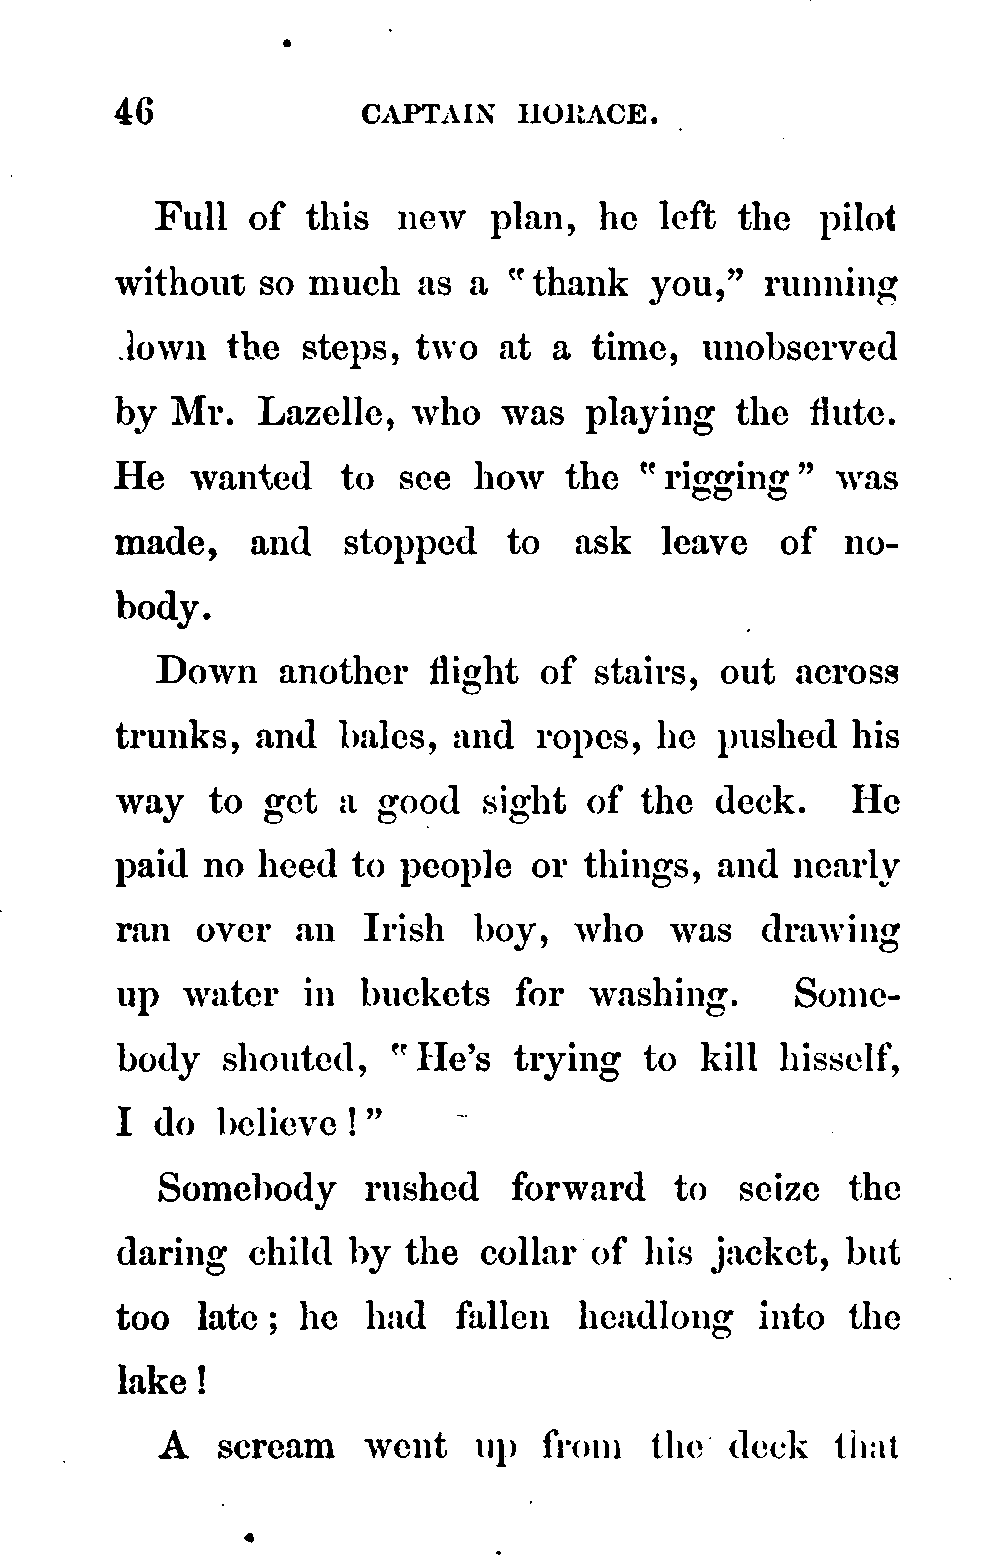 46 CAPTAIN HORACE.
Full of this new plan, he left the pilot
without so much as a "thank you," running
down the steps, two at a time, unobserved
by Mr. Lazelle, who was playing the flute.
He wanted to see how the "rigging" was
made, and stopped to ask leave of no-
body.
Down another flight of stairs, out across
trunks, and bales, and ropes, he pushed his
way to get a good sight of the deck. He
paid no heed to people or things, and nearly
ran over an Irish boy, who was drawing
up water in buckets for washing. Some-
body shouted, "He's trying to kill hisself,
I do believe!"
Somebody rushed forward to seize the
daring child by the collar of his jacket, but
too late; he had fallen headlong into the
lake!
A scream went up from the deck that